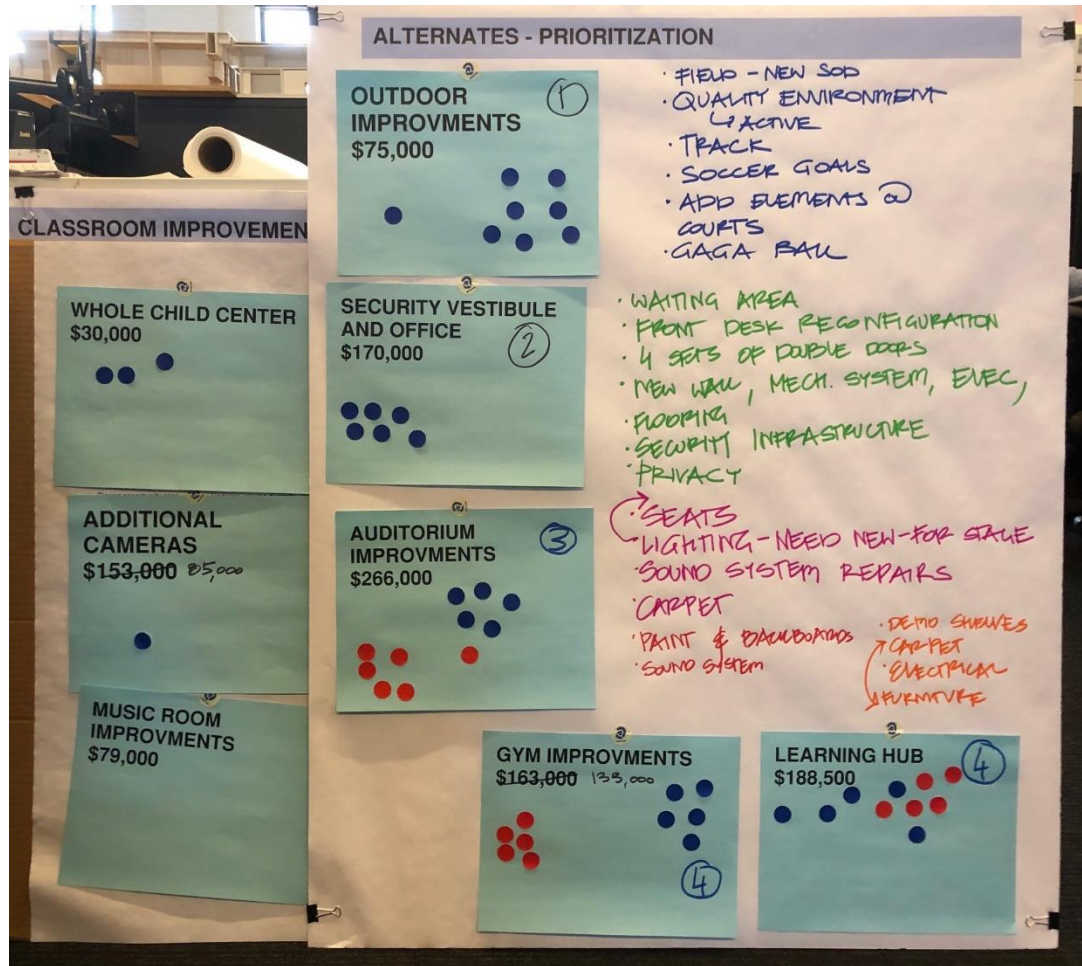 ALTERNATES - PRIORITIZATION
OUTDOOR
IMPROVMENTS
$75,000
1
· FIELD - NEW SOD
· QUALITY ENVIRONMENT
↳ ACTIVE
· TRACK
· SOCCER GOALS
· ADD ELEMENTS @
COURTS
· GAGA BALL
SECURITY VESTIBULE
AND OFFICE
$170,000
2
· WAITING AREA
· FRONT DESK RECONFIGURATION
· 4 SETS OF DOUBLE DOORS
· NEW WALL, MECH. SYSTEM, ELEC,
· FLOORING
· SECURITY INFRASTRUCTURE
· PRIVACY
AUDITORIUM
IMPROVMENTS
$266,000
3
· SEATS
· LIGHTING - NEED NEW - FOR STAGE
· SOUND SYSTEM REPAIRS
· CARPET
· PAINT & BACKBOARDS
· SOUND SYSTEM
· DEMO SHELVES
· CARPET
· ELECTRICAL
· FURNITURE
GYM IMPROVMENTS
$163,000 133,000
4
LEARNING HUB
$188,500
4
CLASSROOM IMPROVEMEN
WHOLE CHILD CENTER
$30,000
ADDITIONAL
CAMERAS
$153,000 85,000
MUSIC ROOM
IMPROVMENTS
$79,000